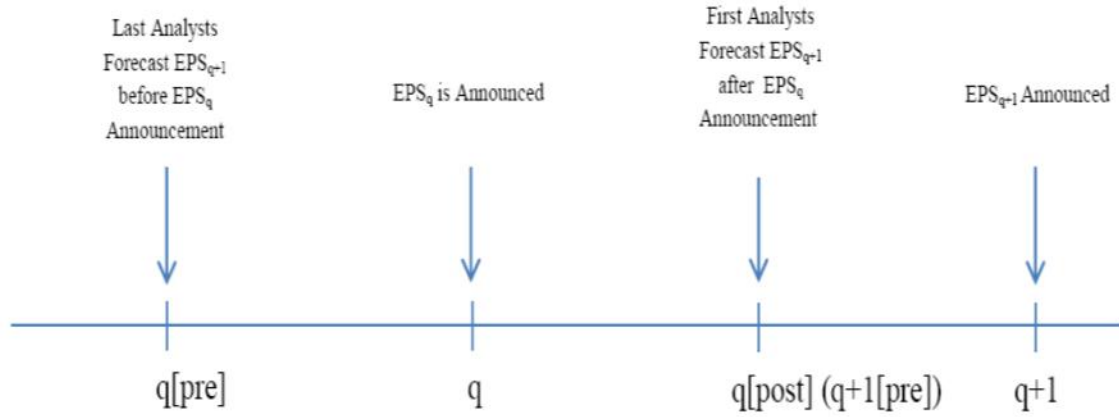 Last Analysts
Forecast EPSq+1
before EPSq
Announcement
EPSq is Announced
First Analysts
Forecast EPSq+1
after EPSq
Announcement
EPSq+1 Announced
q[pre]
q
q[post] (q+1[pre])
q+1